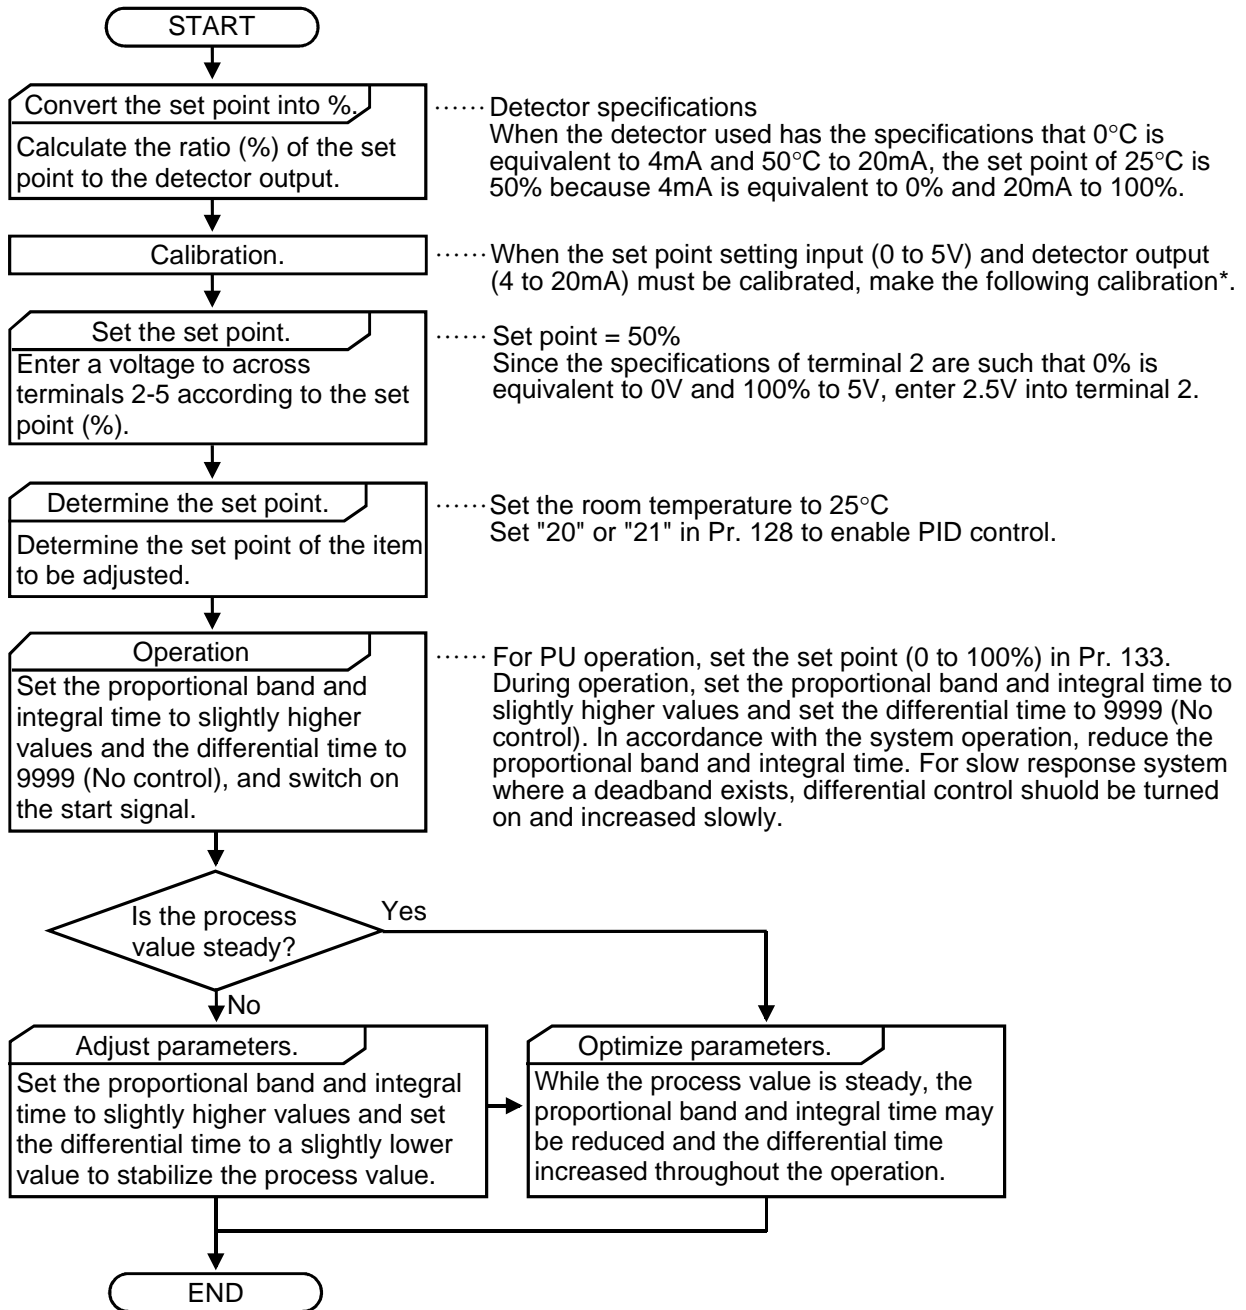 START
Convert the set point into %.
Calculate the ratio (%) of the set
point to the detector output.
······ Detector specifications
When the detector used has the specifications that 0°C is
equivalent to 4mA and 50°C to 20mA, the set point of 25°C is
50% because 4mA is equivalent to 0% and 20mA to 100%.
Calibration.
······ When the set point setting input (0 to 5V) and detector output
(4 to 20mA) must be calibrated, make the following calibration*.
Set the set point.
Enter a voltage to across
terminals 2-5 according to the set
point (%).
······ Set point = 50%
Since the specifications of terminal 2 are such that 0% is
equivalent to 0V and 100% to 5V, enter 2.5V into terminal 2.
Determine the set point.
Determine the set point of the item
to be adjusted.
······ Set the room temperature to 25°C
Set "20" or "21" in Pr. 128 to enable PID control.
Operation
Set the proportional band and
integral time to slightly higher
values and the differential time to
9999 (No control), and switch on
the start signal.
······ For PU operation, set the set point (0 to 100%) in Pr. 133.
During operation, set the proportional band and integral time to
slightly higher values and set the differential time to 9999 (No
control). In accordance with the system operation, reduce the
proportional band and integral time. For slow response system
where a deadband exists, differential control shuold be turned
on and increased slowly.
Is the process
value steady?
Yes
No
Adjust parameters.
Set the proportional band and integral
time to slightly higher values and set
the differential time to a slightly lower
value to stabilize the process value.
Optimize parameters.
While the process value is steady, the
proportional band and integral time may
be reduced and the differential time
increased throughout the operation.
END